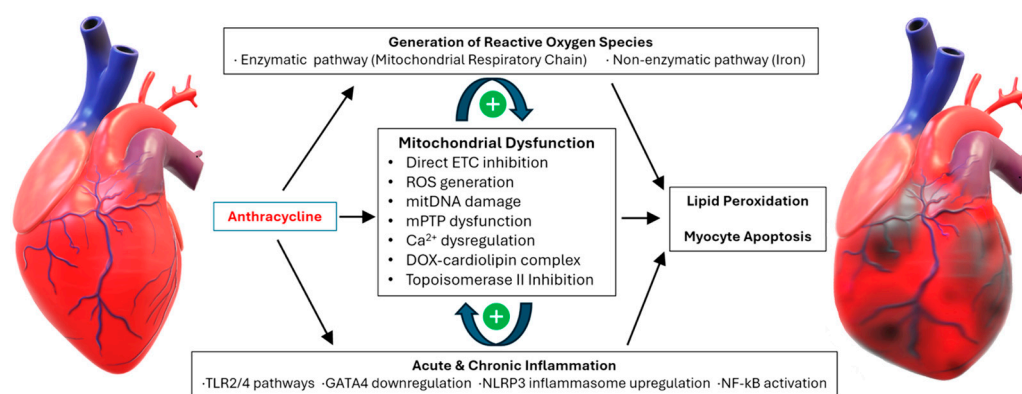 Generation of Reactive Oxygen Species
· Enzymatic pathway (Mitochondrial Respiratory Chain) · Non-enzymatic pathway (Iron)
+
Mitochondrial Dysfunction
• Direct ETC inhibition
• ROS generation
• mitDNA damage
• mPTP dysfunction
• Ca²⁺ dysregulation
• DOX-cardiolipin complex
• Topoisomerase II Inhibition
Anthracycline
Lipid Peroxidation
Myocyte Apoptosis
+
Acute & Chronic Inflammation
·TLR2/4 pathways ·GATA4 downregulation ·NLRP3 inflammasome upregulation ·NF-kB activation